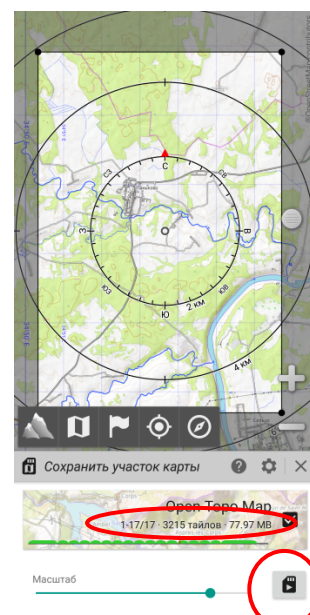 С
СЗ
СВ
З
В
ЮЗ
ЮВ
Ю
2 км
4 км
Сохранить участок карты
Open Topo Map
1-17/17 · 3215 тайлов · 77.97 MB
Масштаб